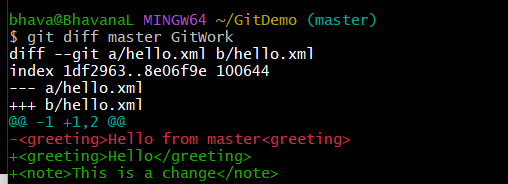 bhava@BhavanaL MINGW64 ~/GitDemo (master)
$ git diff master GitWork
diff --git a/hello.xml b/hello.xml
index 1df2963..8e06f9e 100644
--- a/hello.xml
+++ b/hello.xml
@@ -1 +1,2 @@
-<greeting>Hello from master<greeting>
+<greeting>Hello</greeting>
+<note>This is a change</note>